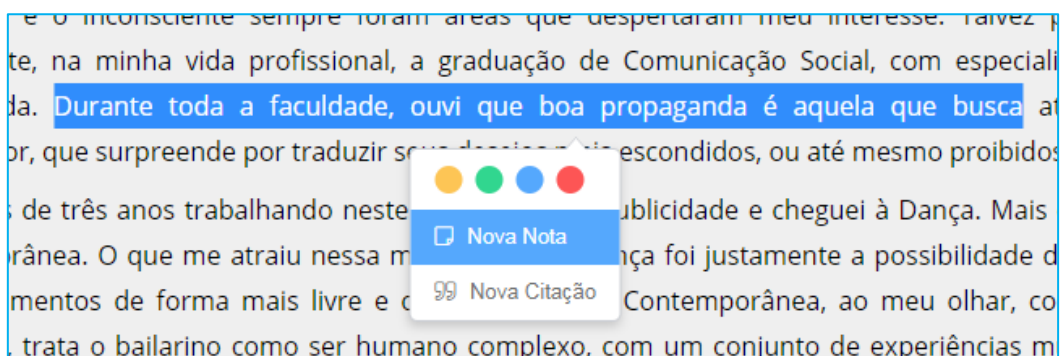 e o inconsciente sempre foram áreas que despertaram meu interesse. Talvez
te, na minha vida profissional, a graduação de Comunicação Social, com especiali
da. Durante toda a faculdade, ouvi que boa propaganda é aquela que busca at
or, que surpreende por traduzir seus desejos mais escondidos, ou até mesmo proibidos
s de três anos trabalhando neste ublicidade e cheguei à Dança. Mais
Nova Nota
rânea. O que me atraiu nessa m nça foi justamente a possibilidade d
Nova Citação
mentos de forma mais livre e c Contemporânea, ao meu olhar, co
trata o bailarino como ser humano complexo, com um conjunto de experiências m